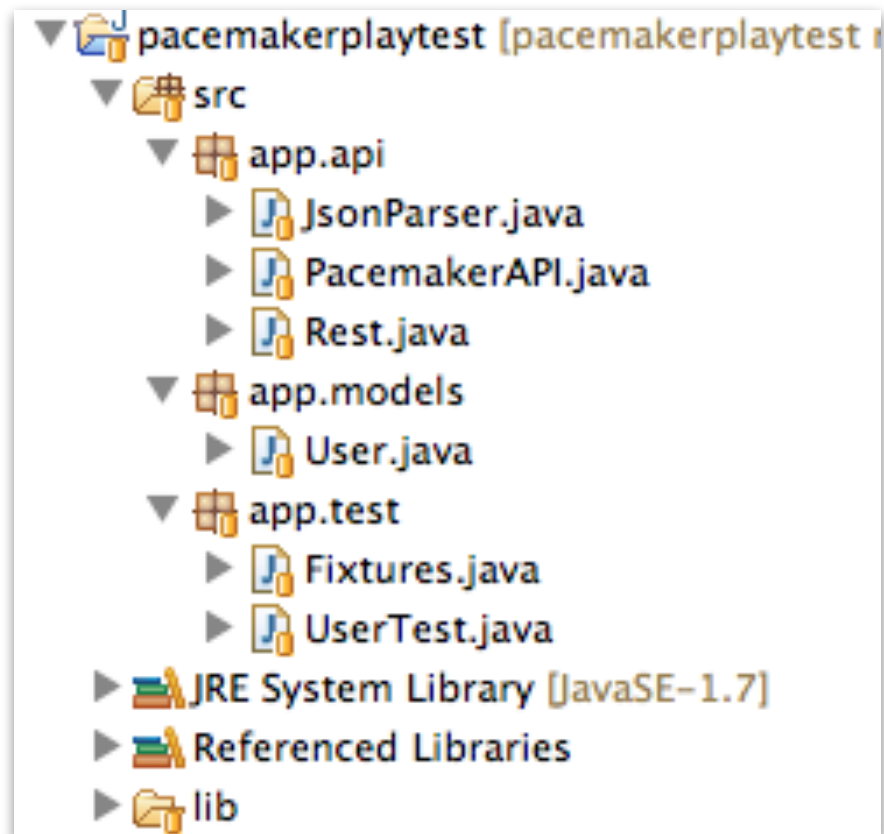 pacemakerplaytest [pacemakerplaytest
src
app.api
JsonParser.java
PacemakerAPI.java
Rest.java
app.models
User.java
app.test
Fixtures.java
UserTest.java
JRE System Library [JavaSE-1.7]
Referenced Libraries
lib